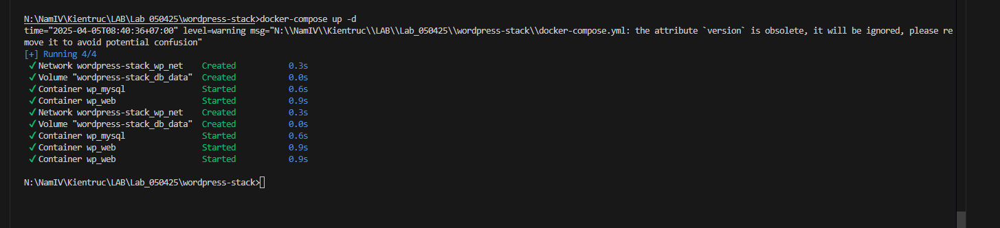 N:\NamIV\Kientruc\LAB\Lab_050425\wordpress-stack>docker-compose up -d
time="2025-04-05T08:40:36+07:00" level=warning msg="N:\\NamIV\\Kientruc\\LAB\\Lab_050425\\wordpress-stack\\docker-compose.yml: the attribute `version` is obsolete, it will be ignored, please re
move it to avoid potential confusion"
[+] Running 4/4
✔ Network wordpress-stack_wp_net    Created    0.3s
✔ Volume "wordpress-stack_db_data"  Created    0.0s
✔ Container wp_mysql                Started    0.6s
✔ Container wp_web                  Started    0.9s
✔ Network wordpress-stack_wp_net    Created    0.3s
✔ Volume "wordpress-stack_db_data"  Created    0.0s
✔ Container wp_mysql                Started    0.6s
✔ Container wp_web                  Started    0.9s
✔ Container wp_web                  Started    0.9s
N:\NamIV\Kientruc\LAB\Lab_050425\wordpress-stack>